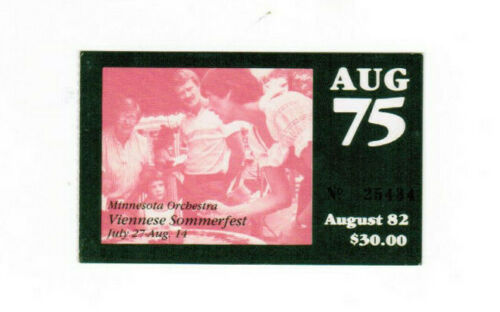 AUG
75
Nº 25434
August 82
$30.00
Minnesota Orchestra
Viennese Sommerfest
July 27 Aug. 14